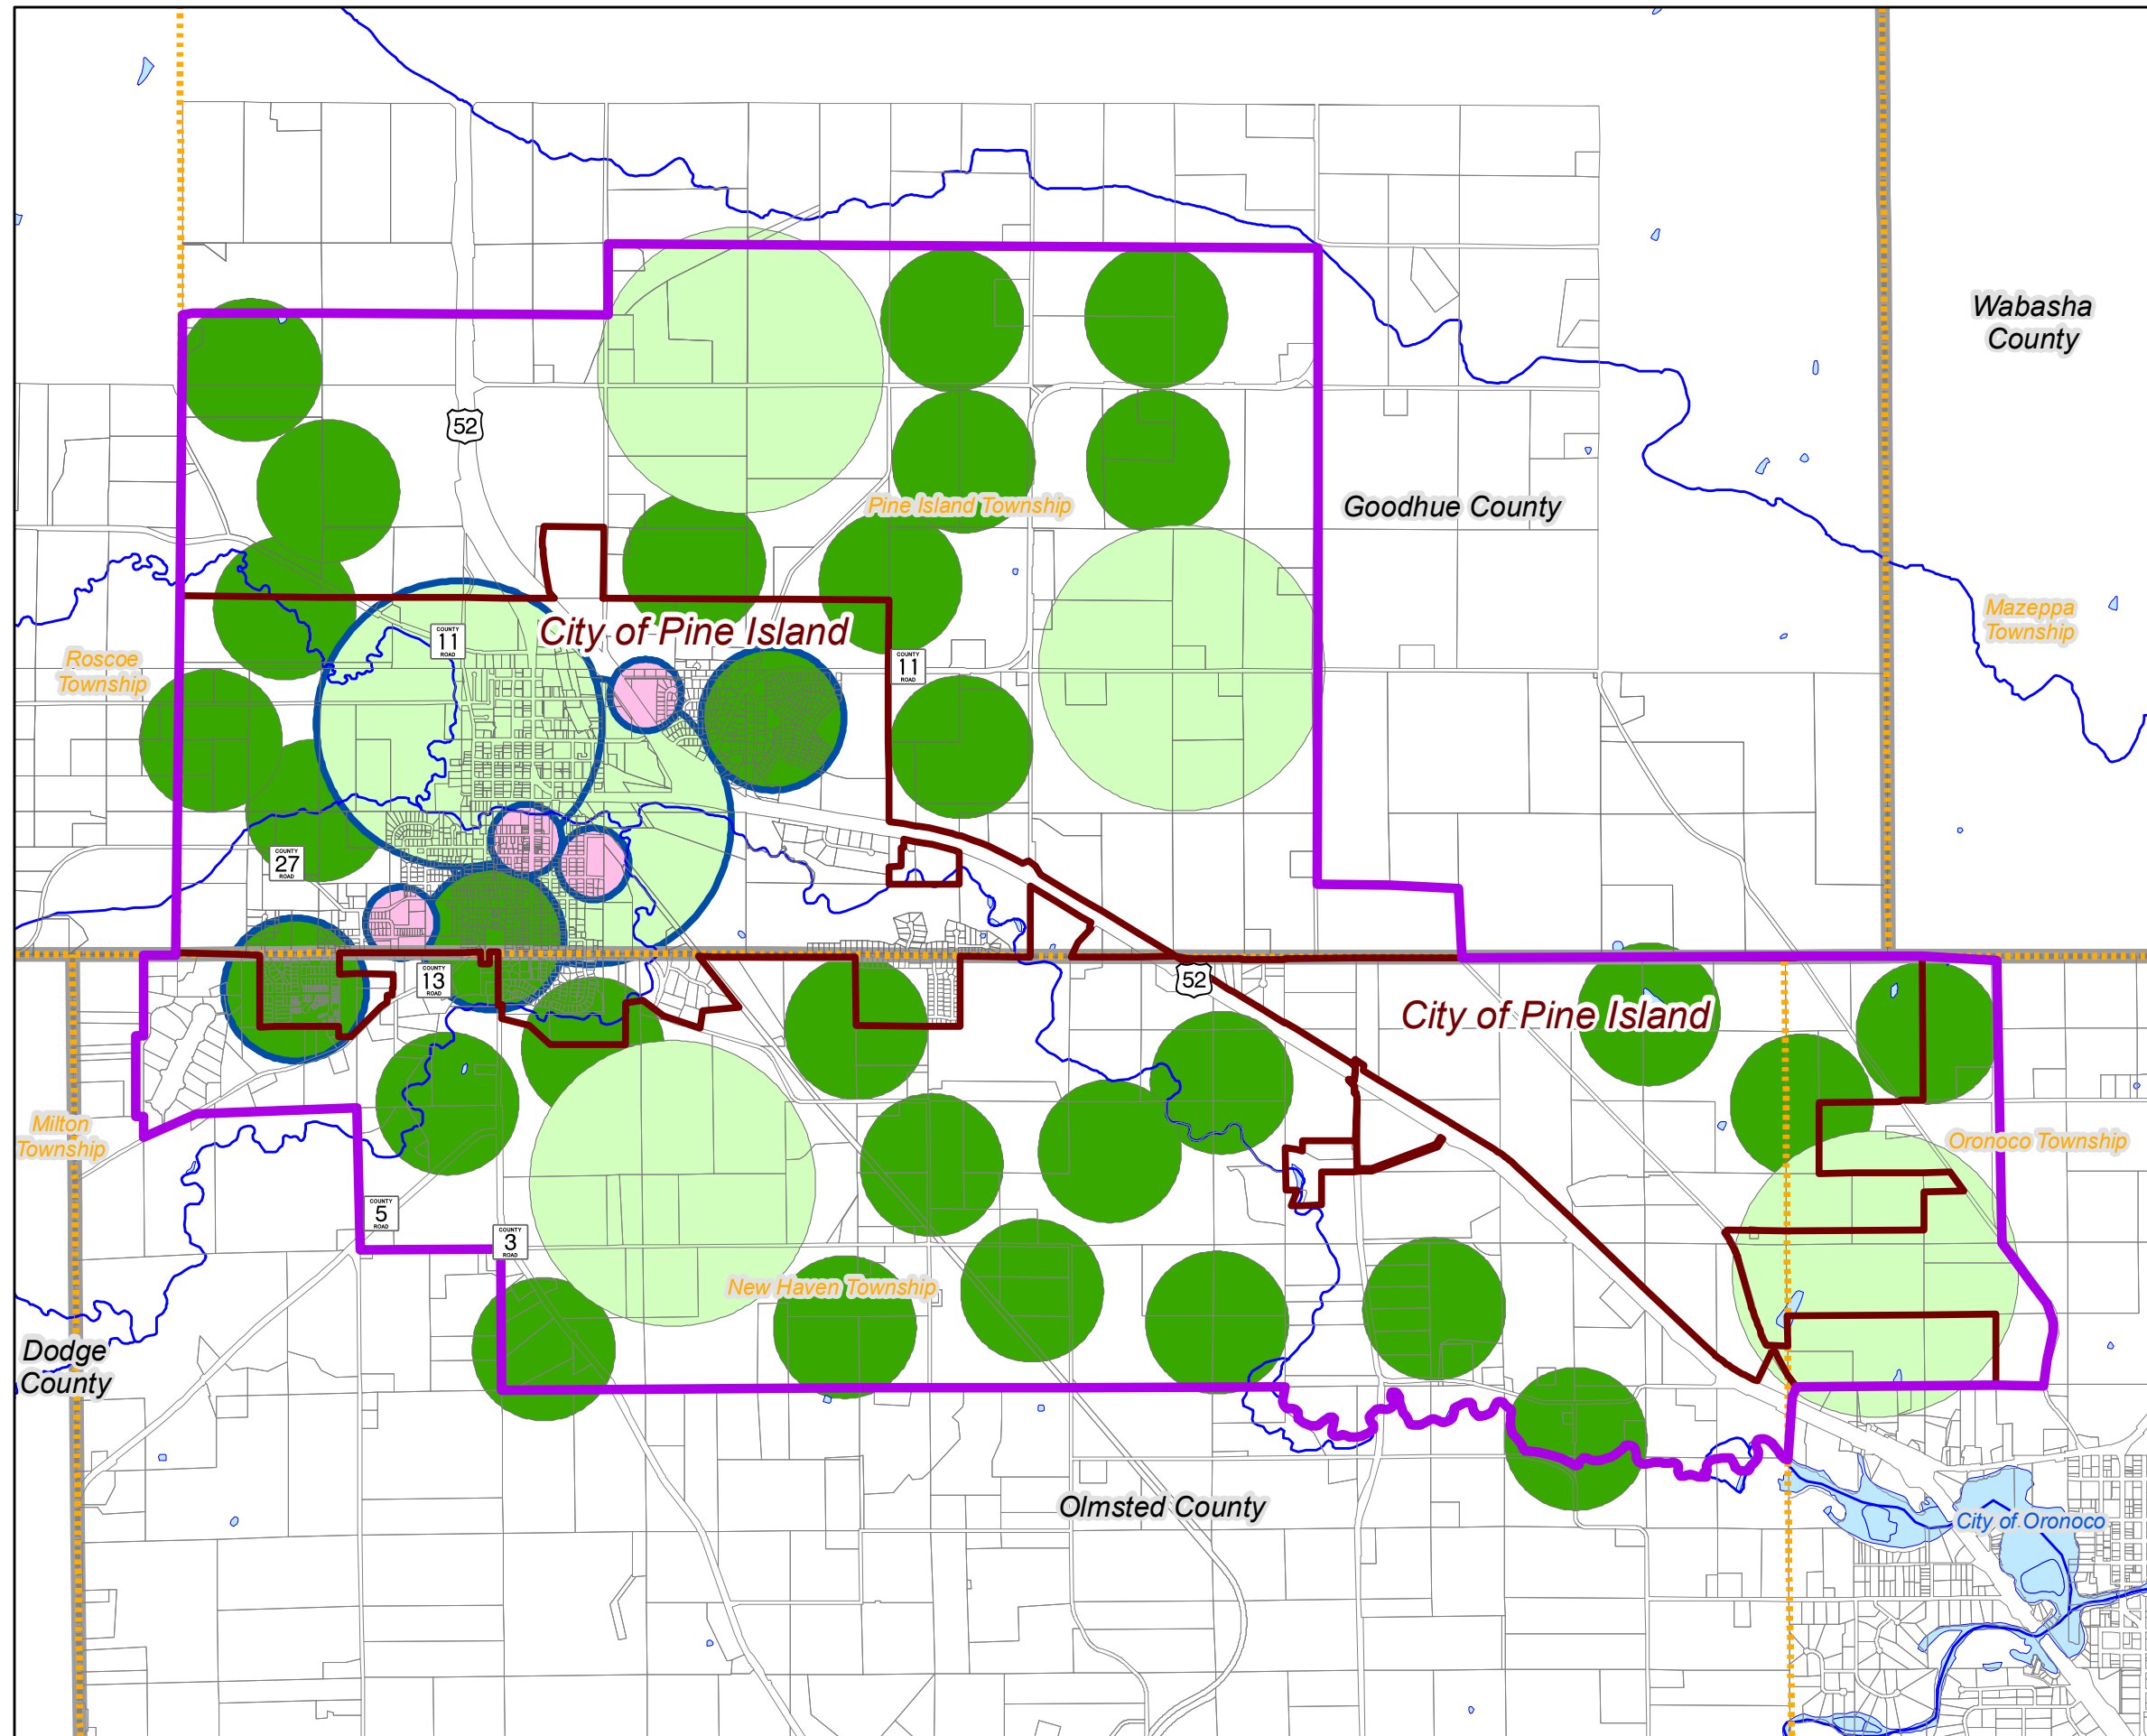 Wabasha
County
52
Pine Island Township
Goodhue County
Mazeppa
Township
City of Pine Island
COUNTY
11
ROAD
Roscoe
Township
COUNTY
11
ROAD
COUNTY
27
ROAD
COUNTY
13
ROAD
52
City of Pine Island
Milton
Township
Oronoco Township
COUNTY
5
ROAD
COUNTY
3
ROAD
New Haven Township
Dodge
County
Olmsted County
City of Oronoco